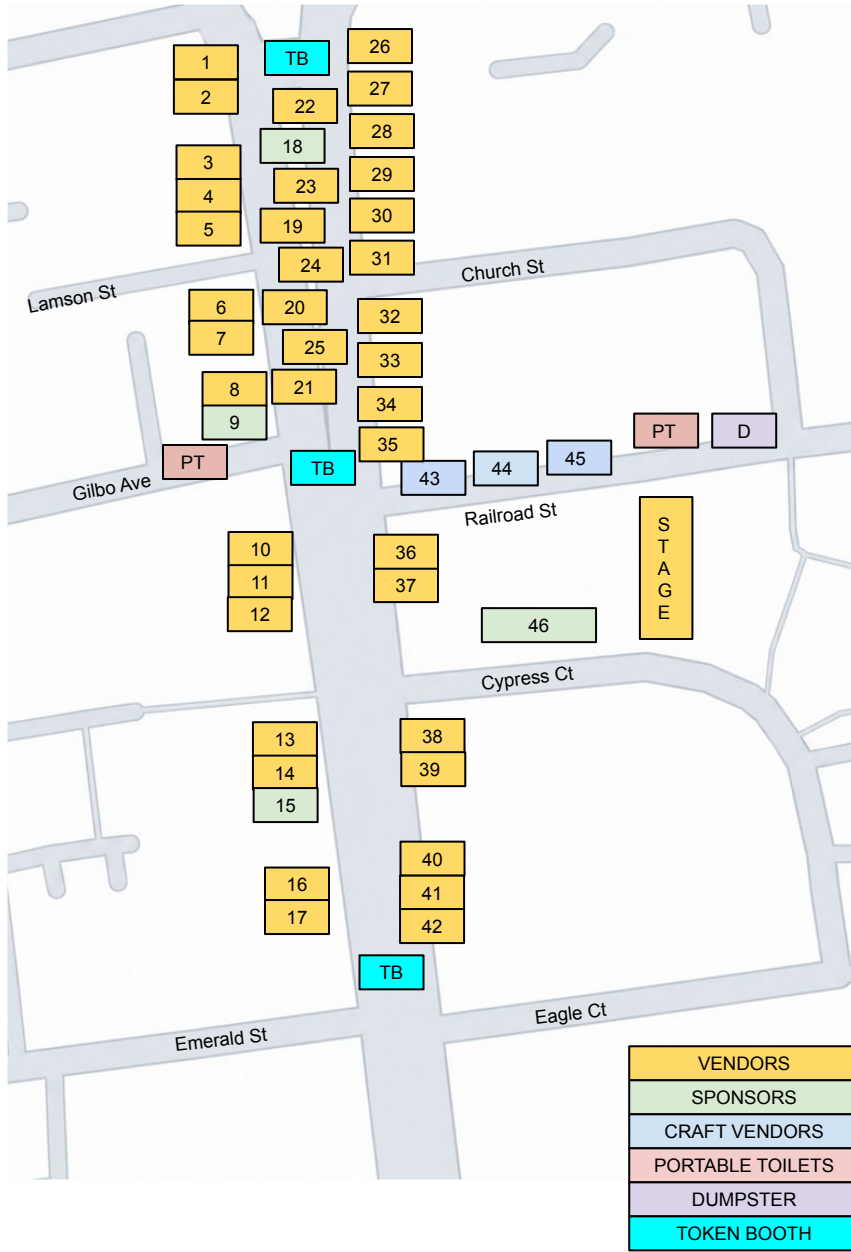 26
1
TB
27
2
22
28
18
3
29
23
4
30
19
5
31
24
Church St
Lamson St
6
20
32
7
25
33
8
21
34
9
35
PT
D
PT
TB
43
44
45
Gilbo Ave
Railroad St
10
36
11
37
12
46
STAGE
Cypress Ct
13
38
14
39
15
40
16
41
17
42
TB
Emerald St
Eagle Ct
VENDORS
SPONSORS
CRAFT VENDORS
PORTABLE TOILETS
DUMPSTER
TOKEN BOOTH